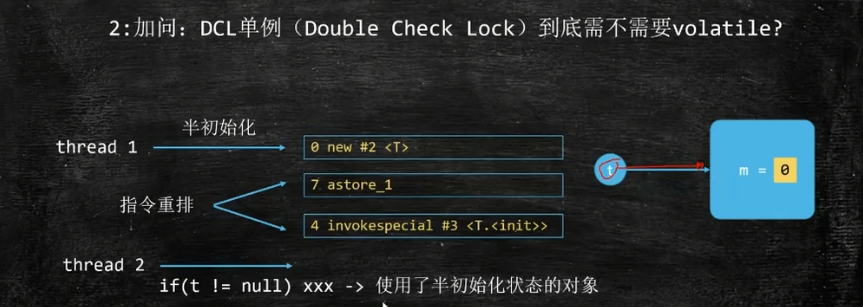 2:加问：DCL单例（Double Check Lock）到底需不需要volatile?
半初始化
thread 1
0 new #2 <T>
t
m = 0
7 astore_1
指令重排
4 invokespecial #3 <T.<init>>
thread 2
if(t != null) xxx -> 使用了半初始化状态的对象